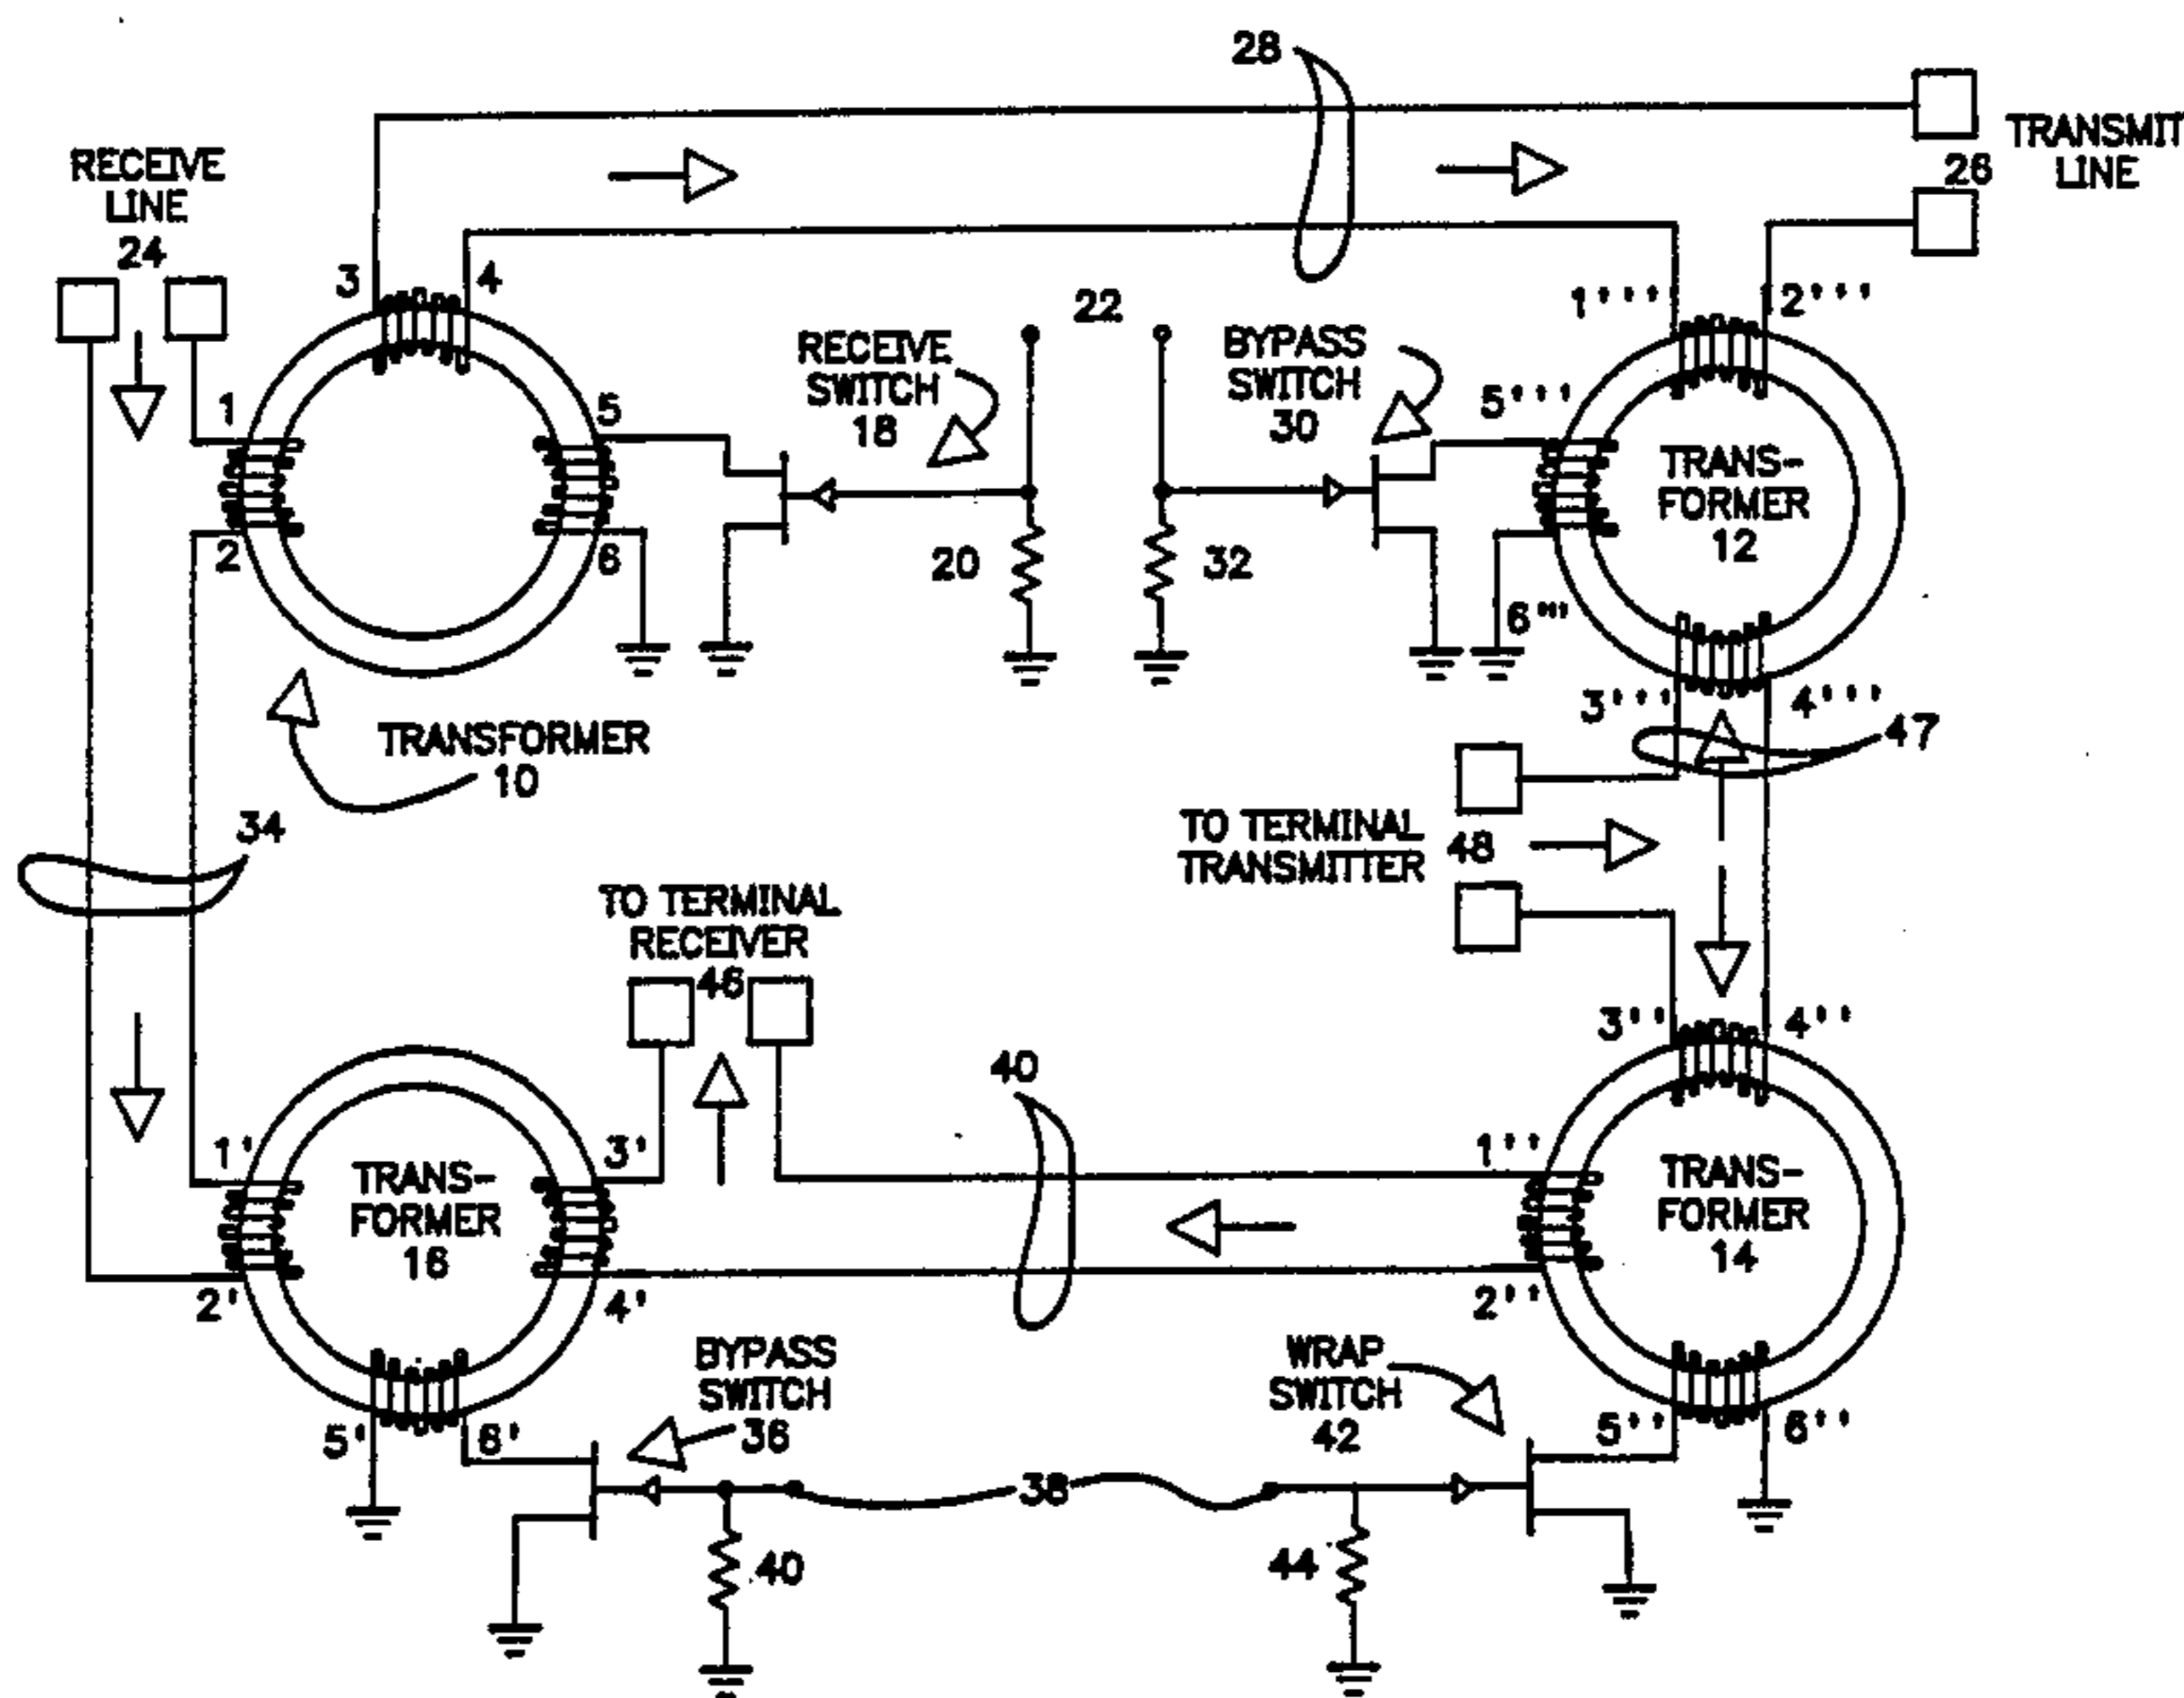 28
TRANSMIT
LINE
26
RECEIVE
LINE
24
3
4
22
1''''
2'''
RECEIVE
SWITCH
18
BYPASS
SWITCH
30
1
5
5'''
TRANS-
FORMER
12
2
6
20
32
6'''
3'''
4'''
47
TRANSFORMER
10
34
TO TERMINAL
TRANSMITTER
48
TO TERMINAL
RECEIVER
46
3''
4''
40
1'
3'
1''
TRANS-
FORMER
16
TRANS-
FORMER
14
2'
4'
2''
BYPASS
SWITCH
36
WRAP
SWITCH
42
5'
6'
5''
6''
38
40
44